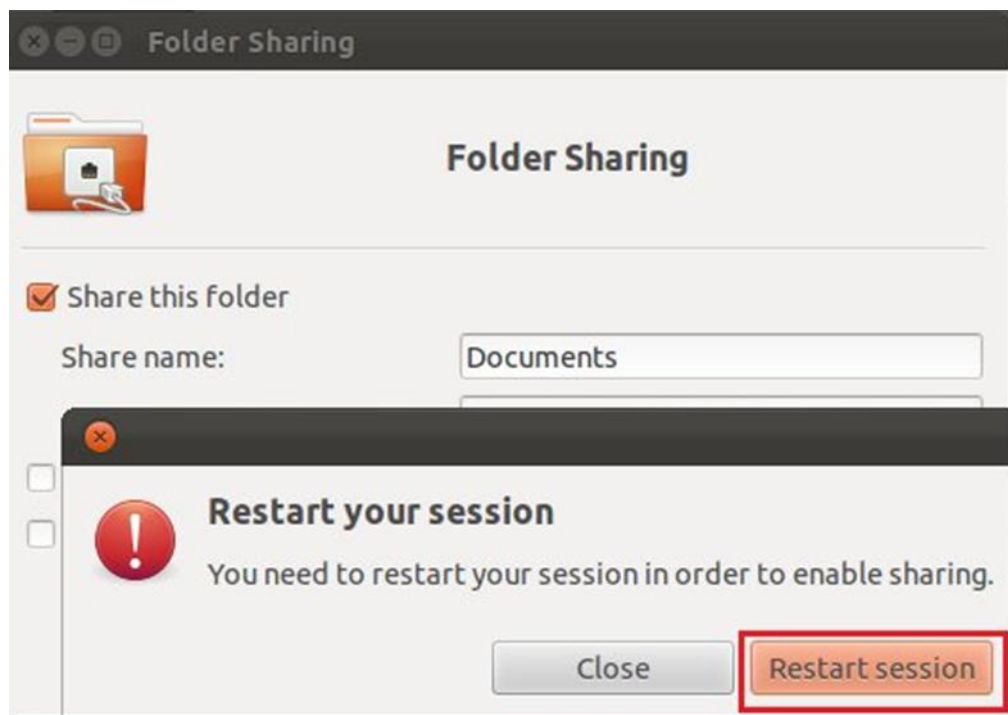 Folder Sharing
Folder Sharing
Share this folder
Share name:
Documents
Restart your session
You need to restart your session in order to enable sharing.
Close
Restart session